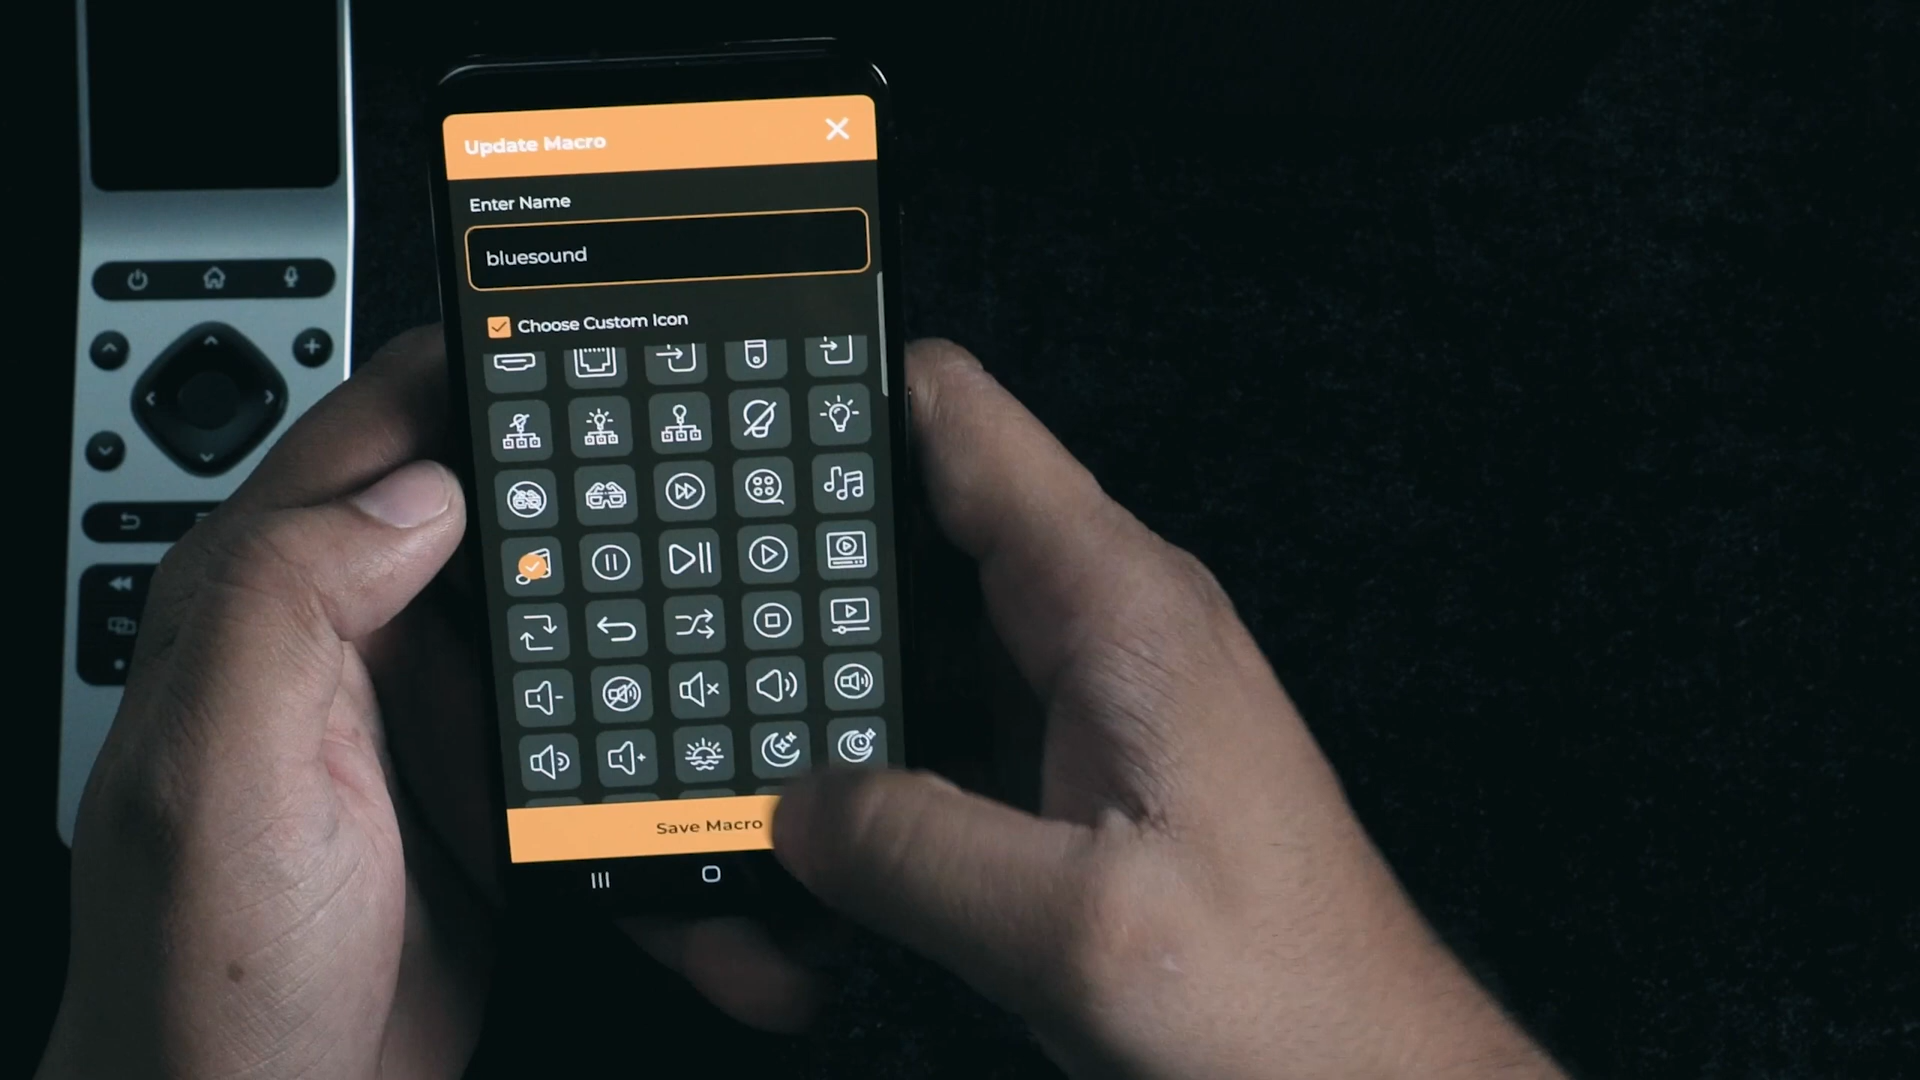 Update Macro
Enter Name
bluesound
Choose Custom Icon
Save Macro